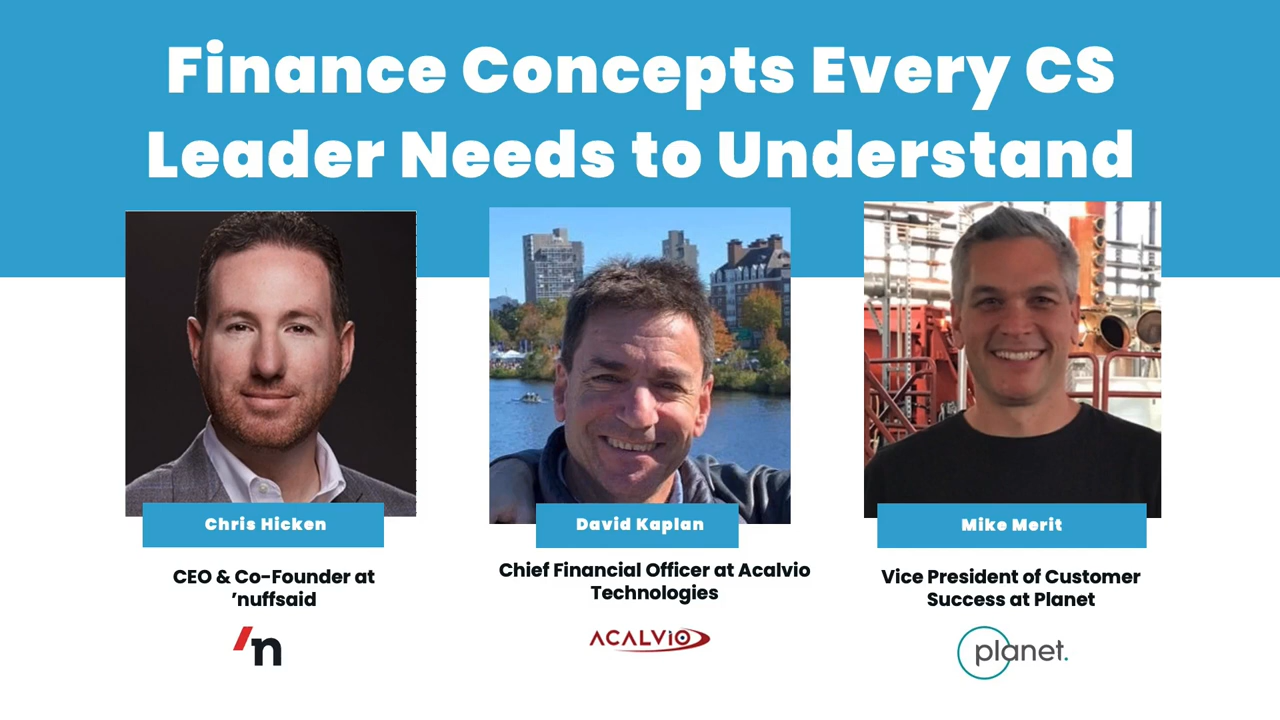 Finance Concepts Every CS
Leader Needs to Understand
Chris Hicken
David Kaplan
Mike Merit
CEO & Co-Founder at
’nuffsaid
Chief Financial Officer at Acalvio
Technologies
Vice President of Customer
Success at Planet
’n
ACALVIO
planet.